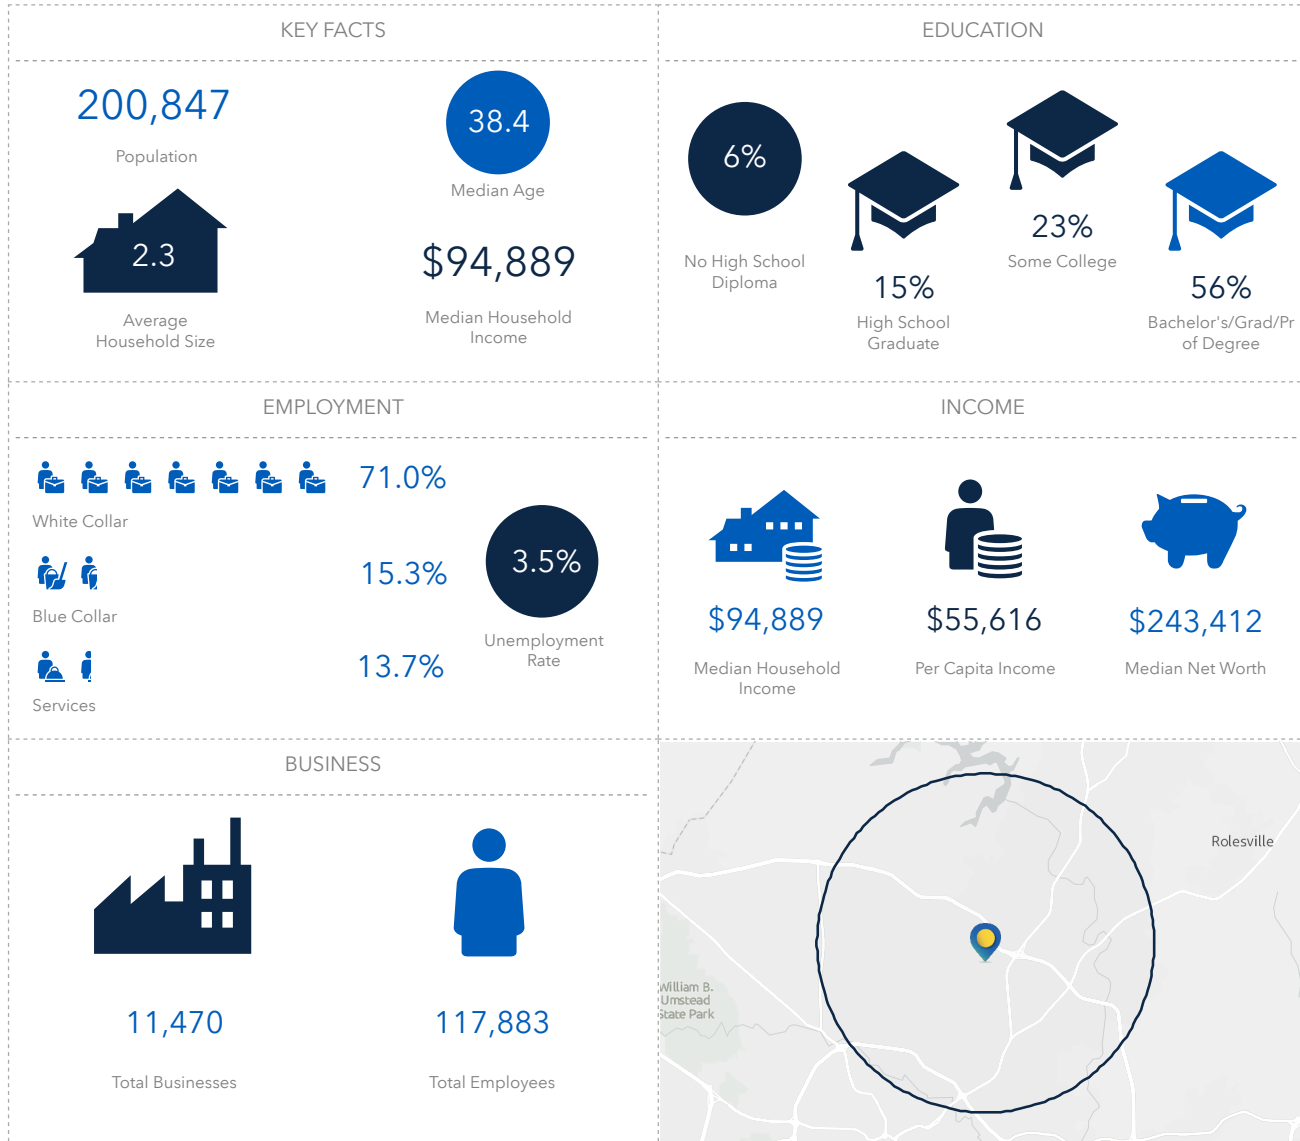 KEY FACTS
200,847
Population
38.4
Median Age
2.3
Average
Household Size
$94,889
Median Household
Income
EDUCATION
6%
No High School
Diploma
15%
High School
Graduate
23%
Some College
56%
Bachelor's/Grad/Pr
of Degree
EMPLOYMENT
71.0%
White Collar
15.3%
Blue Collar
13.7%
Services
3.5%
Unemployment
Rate
INCOME
$94,889
Median Household
Income
$55,616
Per Capita Income
$243,412
Median Net Worth
BUSINESS
11,470
Total Businesses
117,883
Total Employees
Rolesville
William B.
Umstead
State Park